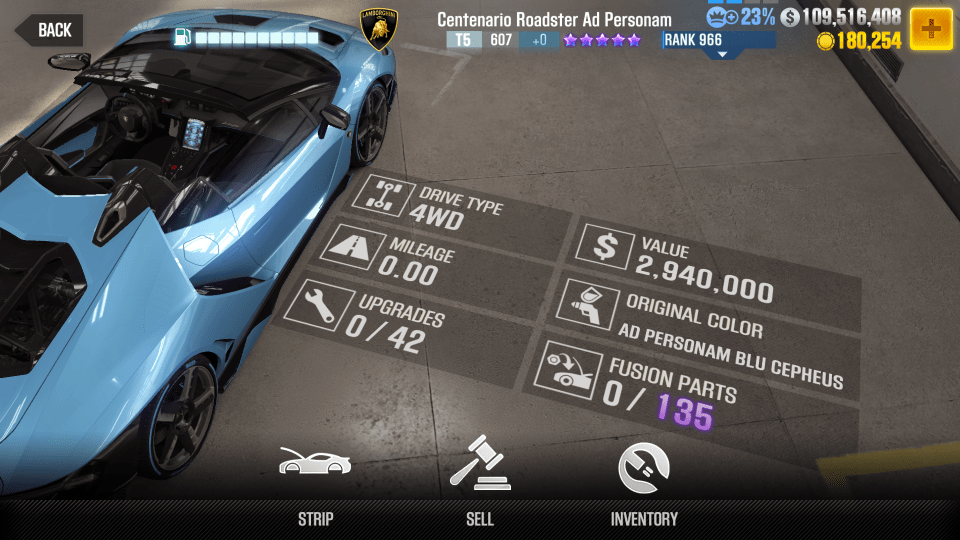 BACK
LAMBORGHINI
Centenario Roadster Ad Personam
T5 607 +0
RANK 966
23%
$ 109,516,408
180,254
+
DRIVE TYPE
4WD
MILEAGE
0.00
UPGRADES
0 / 42
$ VALUE
2,940,000
ORIGINAL COLOR
AD PERSONAM BLU CEPHEUS
FUSION PARTS
0 / 135
STRIP
SELL
INVENTORY